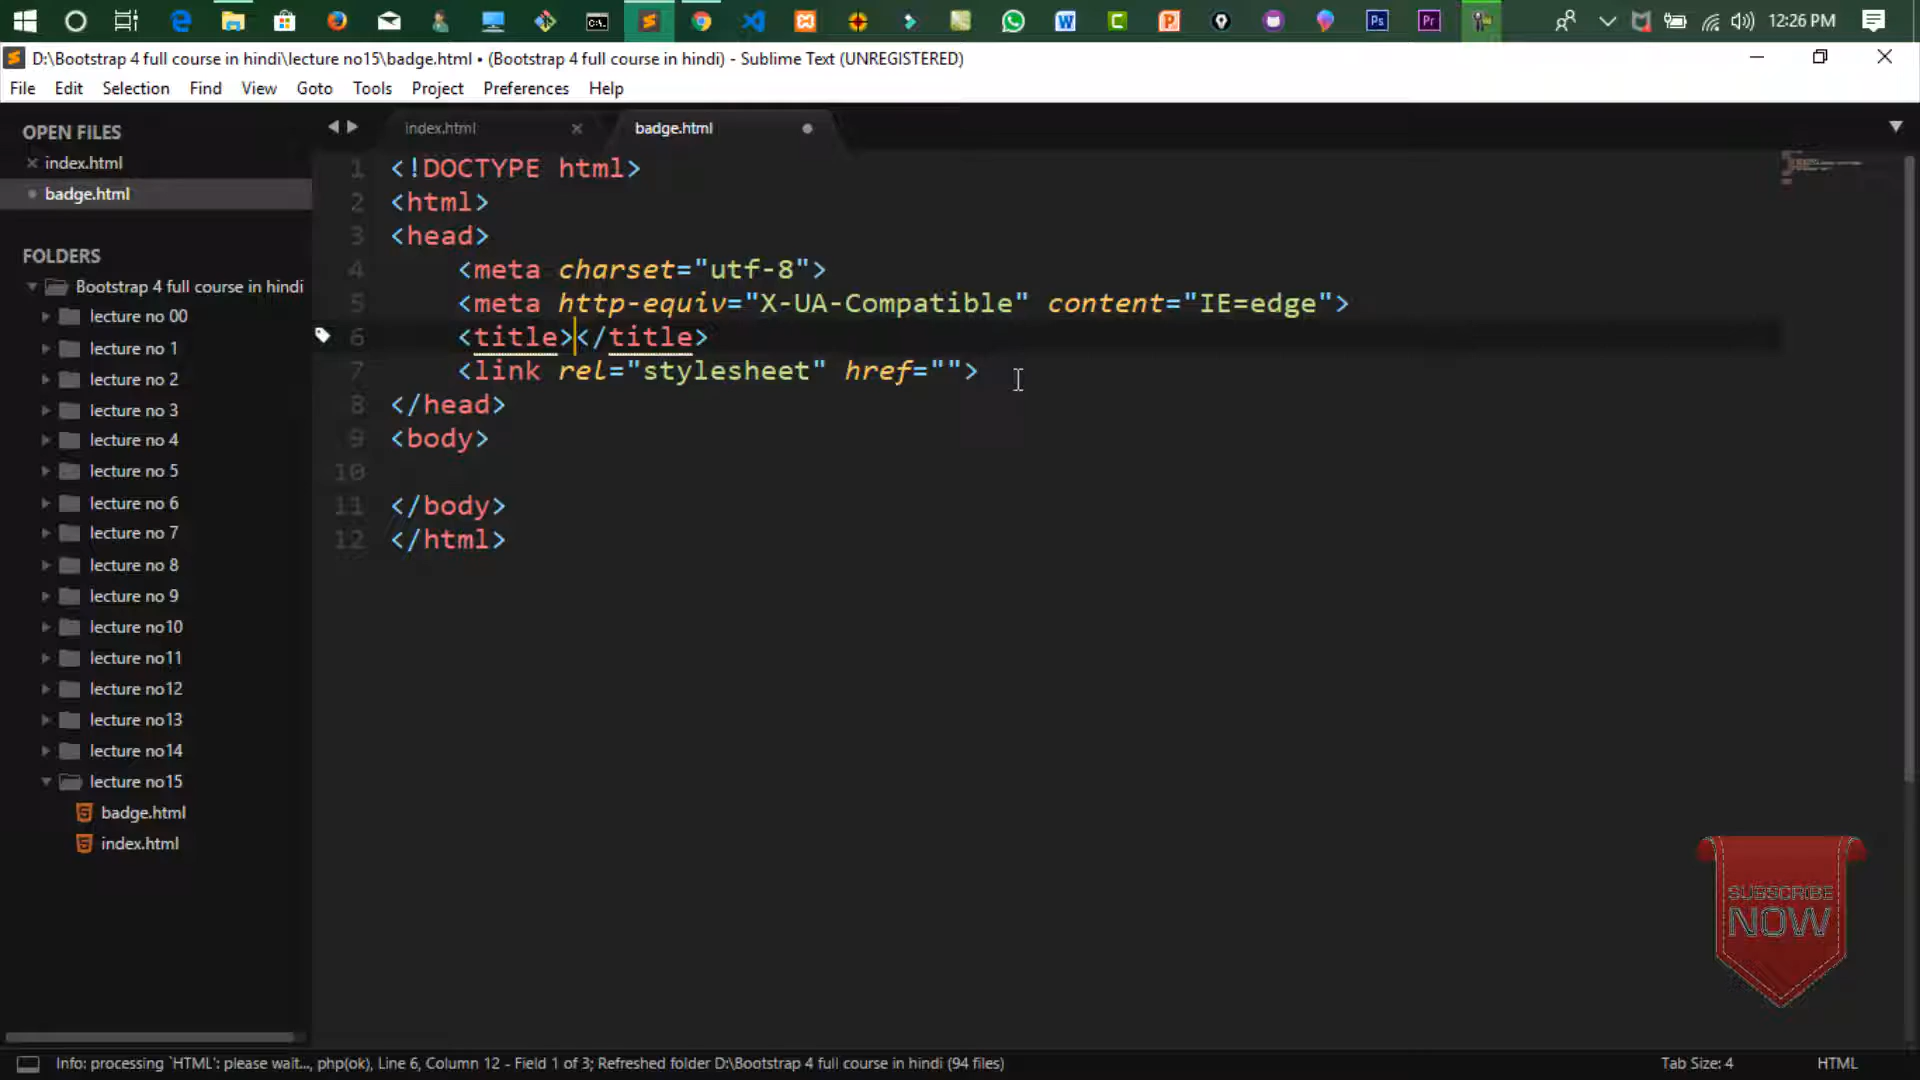 12:26 PM
D:\Bootstrap 4 full course in hindi\lecture no15\badge.html • (Bootstrap 4 full course in hindi) - Sublime Text (UNREGISTERED)
File Edit Selection Find View Goto Tools Project Preferences Help
OPEN FILES
index.html
badge.html
FOLDERS
Bootstrap 4 full course in hindi
lecture no 00
lecture no 1
lecture no 2
lecture no 3
lecture no 4
lecture no 5
lecture no 6
lecture no 7
lecture no 8
lecture no 9
lecture no10
lecture no11
lecture no12
lecture no13
lecture no14
lecture no15
badge.html
index.html
index.html badge.html
1 <!DOCTYPE html>
2 <html>
3 <head>
4 <meta charset="utf-8">
5 <meta http-equiv="X-UA-Compatible" content="IE=edge">
6 <title></title>
7 <link rel="stylesheet" href="">
8 </head>
9 <body>
10
11 </body>
12 </html>
SUBSCRIBE
NOW
Info: processing `HTML': please wait..., php(ok), Line 6, Column 12 - Field 1 of 3; Refreshed folder D:\Bootstrap 4 full course in hindi (94 files)
Tab Size: 4 HTML